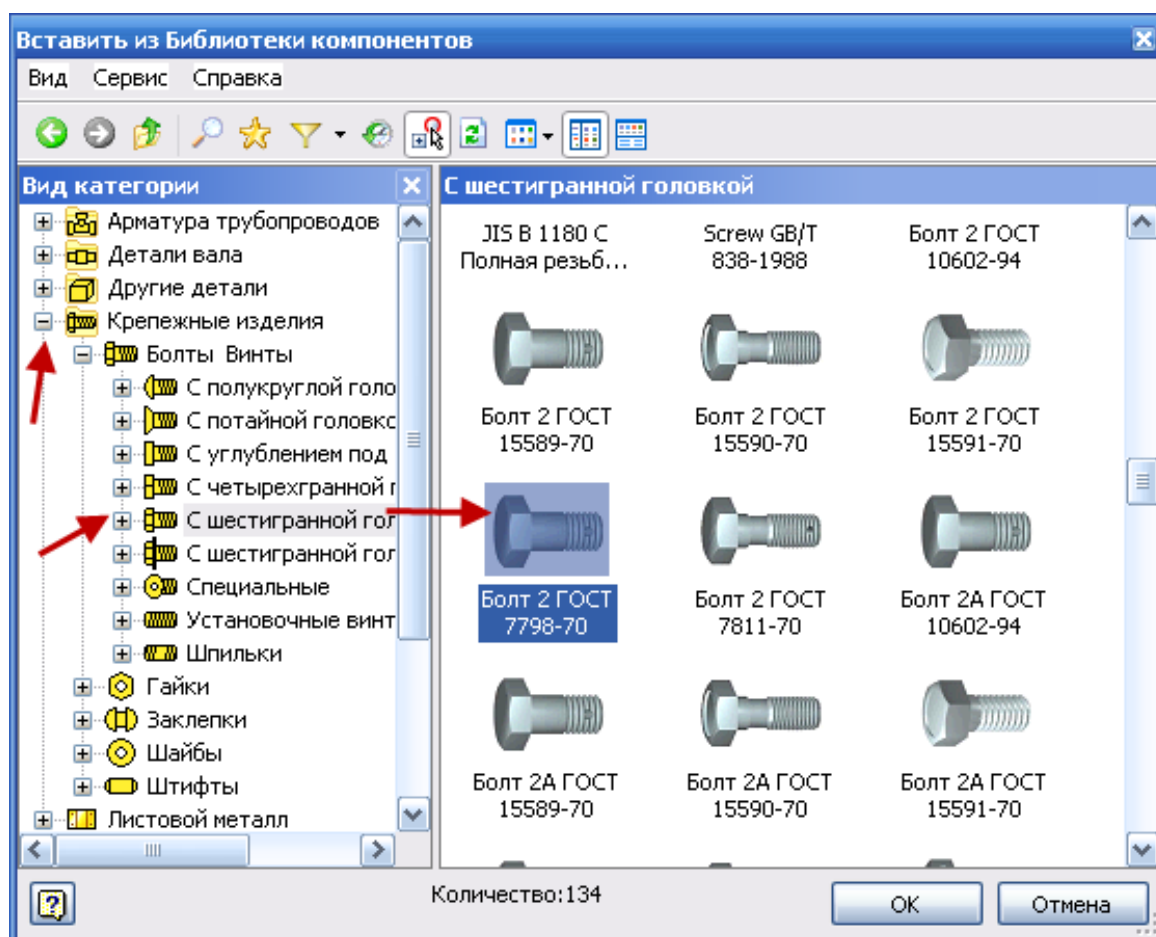 Вставить из Библиотеки компонентов
Вид Сервис Справка
Вид категории
Арматура трубопроводов
Детали вала
Другие детали
Крепежные изделия
Болты Винты
С полукруглой голо
С потайной головкс
С углублением под
С четырехгранной г
С шестигранной гол
С шестигранной гол
Специальные
Установочные винт
Шпильки
Гайки
Заклепки
Шайбы
Штифты
Листовой металл
С шестигранной головкой
JIS B 1180 C
Полная резьб...
Screw GB/T
838-1988
Болт 2 ГОСТ
10602-94
Болт 2 ГОСТ
15589-70
Болт 2 ГОСТ
15590-70
Болт 2 ГОСТ
15591-70
Болт 2 ГОСТ
7798-70
Болт 2 ГОСТ
7811-70
Болт 2А ГОСТ
10602-94
Болт 2А ГОСТ
15589-70
Болт 2А ГОСТ
15590-70
Болт 2А ГОСТ
15591-70
Количество:134
ОК
Отмена